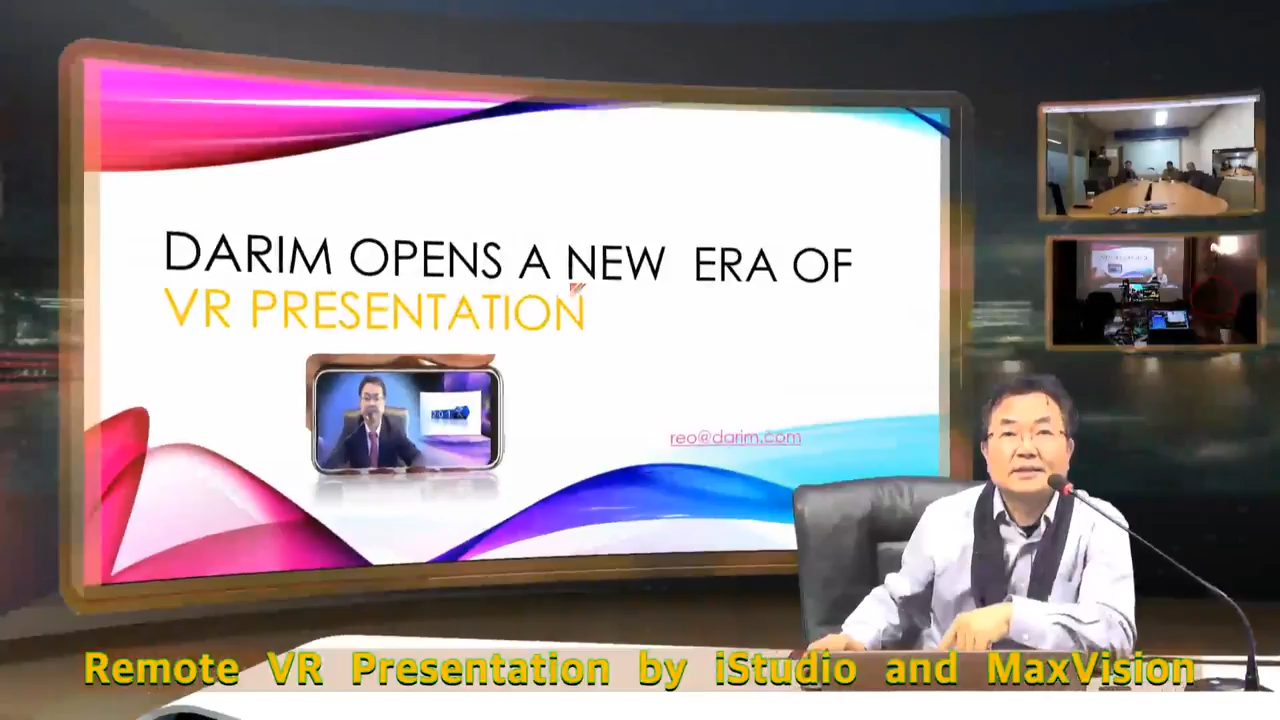 DARIM OPENS A NEW ERA OF
VR PRESENTATION
reo@darim.com
Remote VR Presentation by iStudio and MaxVision